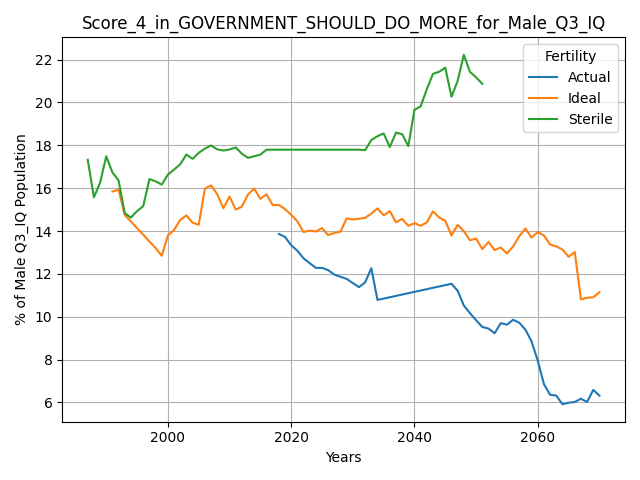 Score_4_in_GOVERNMENT_SHOULD_DO_MORE_for_Male_Q3_IQ
Fertility
Actual
Ideal
Sterile
% of Male Q3_IQ Population
22
20
18
16
14
12
10
8
6
2000
2020
2040
2060
Years